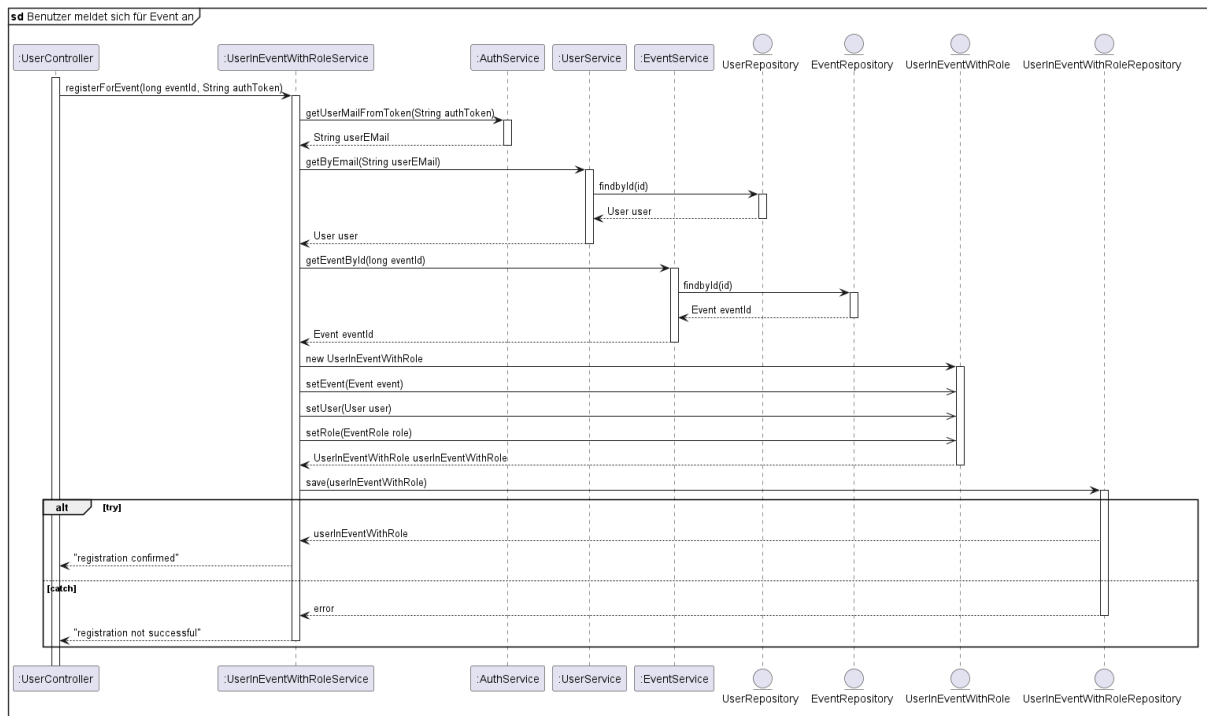 sd Benutzer meldet sich für Event an
:UserController :UserInEventWithRoleService :AuthService :UserService :EventService UserRepository EventRepository UserInEventWithRole UserInEventWithRoleRepository
registerForEvent(long eventId, String authToken)
getUserMailFromToken(String authToken)
String userEMail
getByEmail(String userEMail)
findbyId(id)
User user
User user
getEventById(long eventId)
findbyId(id)
Event eventId
Event eventId
new UserInEventWithRole
setEvent(Event event)
setUser(User user)
setRole(EventRole role)
UserInEventWithRole userInEventWithRole
save(userInEventWithRole)
alt [try]
userInEventWithRole
"registration confirmed"
[catch]
error
"registration not successful"
:UserController :UserInEventWithRoleService :AuthService :UserService :EventService UserRepository EventRepository UserInEventWithRole UserInEventWithRoleRepository